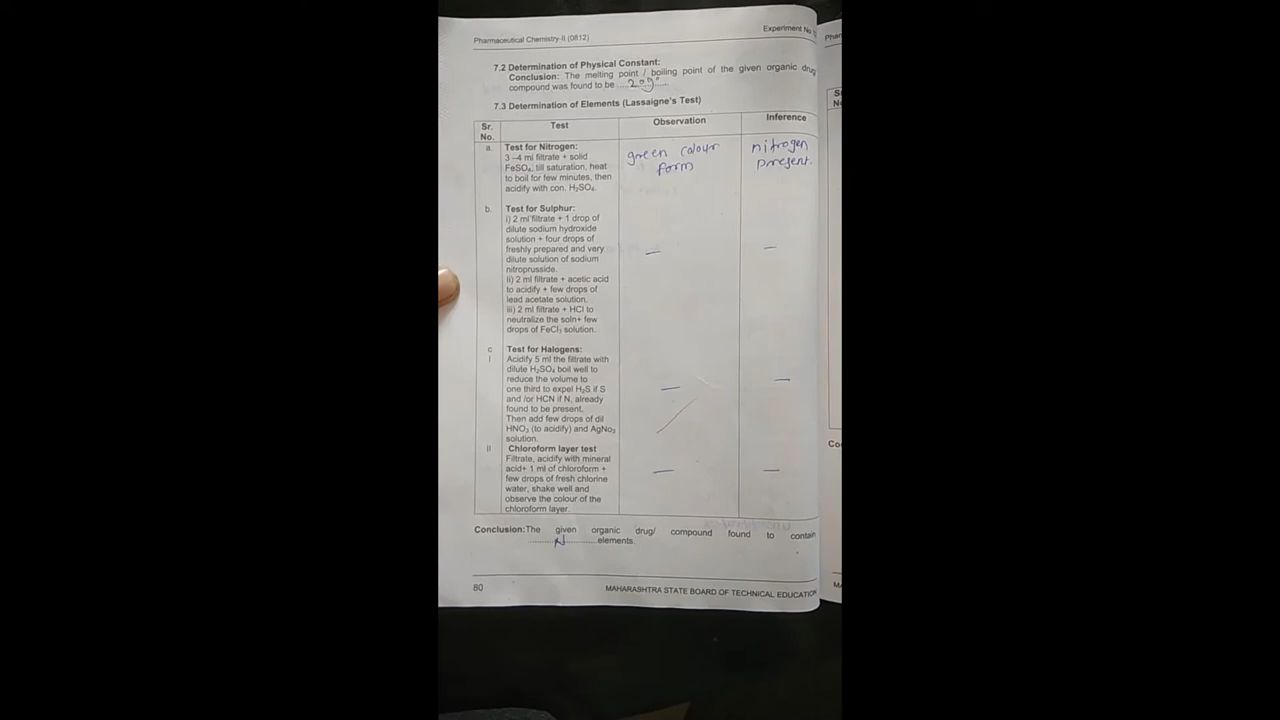 Pharmaceutical Chemistry-II (0812)
Experiment No
7.2 Determination of Physical Constant:
Conclusion: The melting point / boiling point of the given organic drug
compound was found to be ....209°....
7.3 Determination of Elements (Lassaigne's Test)
Sr. No.
Test
Observation
Inference
a.
Test for Nitrogen:
3–4 ml filtrate + solid
FeSO4, till saturation, heat
to boil for few minutes, then
acidify with con. H2SO4.
green colour
form
nitrogen
present.
b.
Test for Sulphur:
i) 2 ml filtrate + 1 drop of
dilute sodium hydroxide
solution + four drops of
freshly prepared and very
dilute solution of sodium
nitroprusside.
ii) 2 ml filtrate + acetic acid
to acidify + few drops of
lead acetate solution.
iii) 2 ml filtrate + HCl to
neutralize the soln+ few
drops of FeCl3 solution.
—
—
c
I
Test for Halogens:
Acidify 5 ml the filtrate with
dilute H2SO4 boil well to
reduce the volume to
one third to expel H2S if S
and /or HCN if N, already
found to be present.
Then add few drops of dil
HNO3 (to acidify) and AgNo3
solution.
—
—
II
Chloroform layer test
Filtrate, acidify with mineral
acid+ 1 ml of chloroform +
few drops of fresh chlorine
water, shake well and
observe the colour of the
chloroform layer.
—
—
Conclusion:The given organic drug/ compound found to contain
............N............elements.
80
MAHARASHTRA STATE BOARD OF TECHNICAL EDUCATION